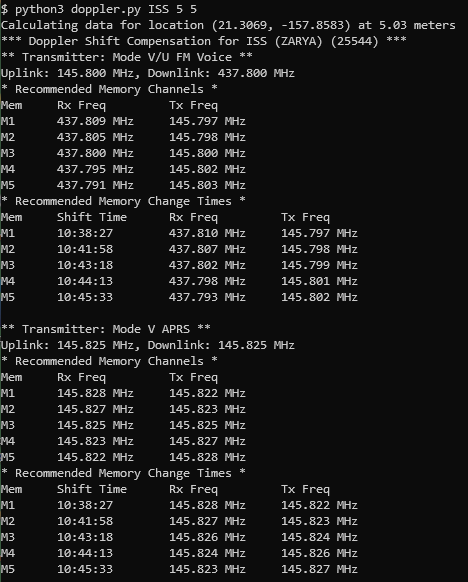 $ python3 doppler.py ISS 5 5
Calculating data for location (21.3069, -157.8583) at 5.03 meters
*** Doppler Shift Compensation for ISS (ZARYA) (25544) ***
** Transmitter: Mode V/U FM Voice **
Uplink: 145.800 MHz, Downlink: 437.800 MHz
* Recommended Memory Channels *
Mem Rx Freq Tx Freq
M1 437.809 MHz 145.797 MHz
M2 437.805 MHz 145.798 MHz
M3 437.800 MHz 145.800 MHz
M4 437.795 MHz 145.802 MHz
M5 437.791 MHz 145.803 MHz
* Recommended Memory Change Times *
Mem Shift Time Rx Freq Tx Freq
M1 10:38:27 437.810 MHz 145.797 MHz
M2 10:41:58 437.807 MHz 145.798 MHz
M3 10:43:18 437.802 MHz 145.799 MHz
M4 10:44:13 437.798 MHz 145.801 MHz
M5 10:45:33 437.793 MHz 145.802 MHz
** Transmitter: Mode V APRS **
Uplink: 145.825 MHz, Downlink: 145.825 MHz
* Recommended Memory Channels *
Mem Rx Freq Tx Freq
M1 145.828 MHz 145.822 MHz
M2 145.827 MHz 145.823 MHz
M3 145.825 MHz 145.825 MHz
M4 145.823 MHz 145.827 MHz
M5 145.822 MHz 145.828 MHz
* Recommended Memory Change Times *
Mem Shift Time Rx Freq Tx Freq
M1 10:38:27 145.828 MHz 145.822 MHz
M2 10:41:58 145.827 MHz 145.823 MHz
M3 10:43:18 145.826 MHz 145.824 MHz
M4 10:44:13 145.824 MHz 145.826 MHz
M5 10:45:33 145.823 MHz 145.827 MHz